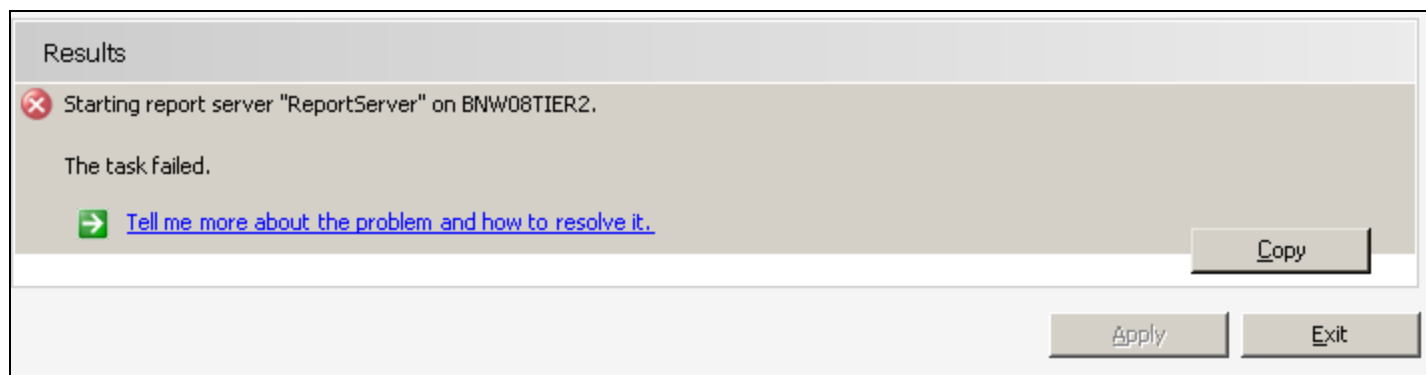 Results
Starting report server "ReportServer" on BNW08TIER2.
The task failed.
Tell me more about the problem and how to resolve it.
Copy
Apply
Exit